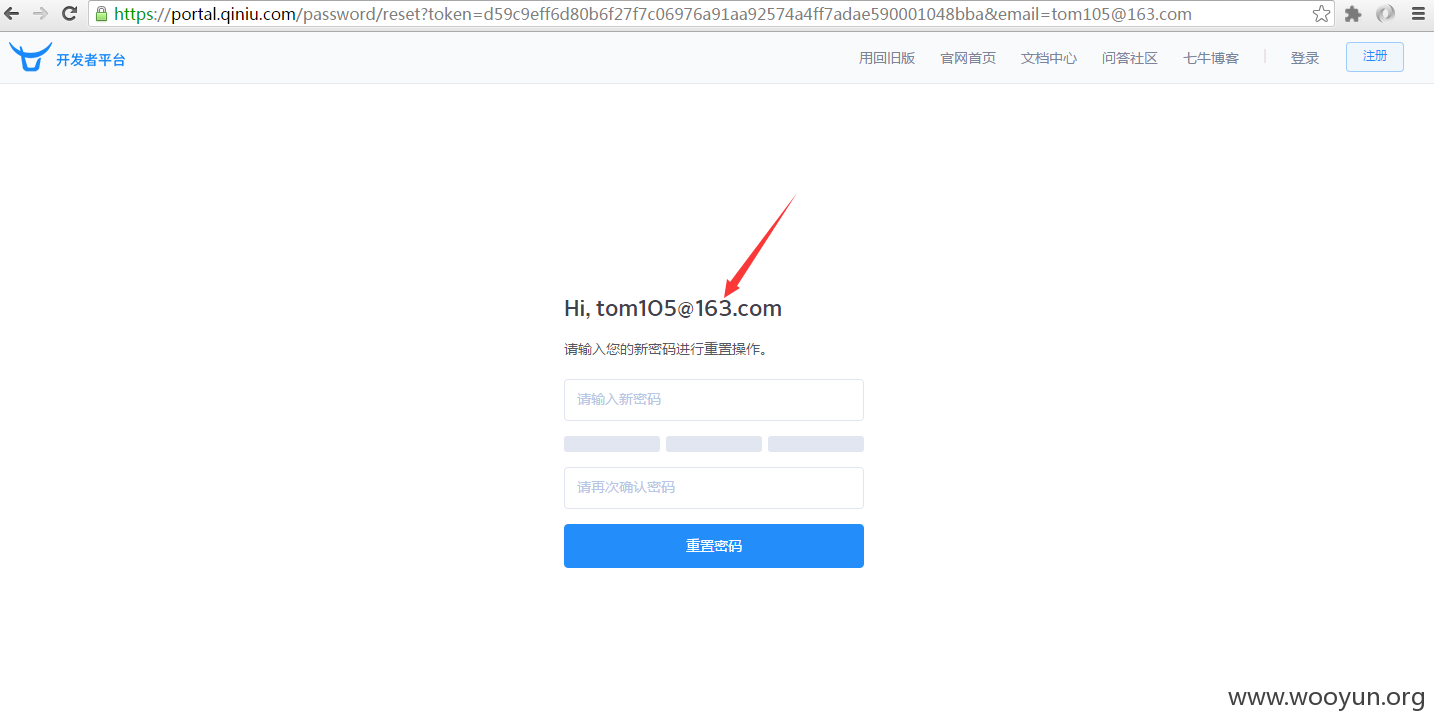 https://portal.qiniu.com/password/reset?token=d59c9eff6d80b6f27f7c06976a91aa92574a4ff7adae590001048bba&email=tom105@163.com
开发者平台 用回旧版 官网首页 文档中心 问答社区 七牛博客 登录 注册
Hi, tom105@163.com
请输入您的新密码进行重置操作。
请输入新密码
请再次确认密码
重置密码
www.wooyun.org